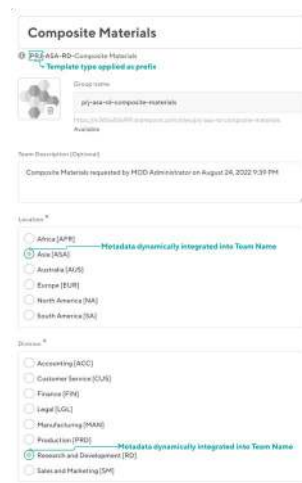 Composite Materials
PRJ-ASA-RD-Composite Materials
Template type applied as prefix
Group name
prj-asa-rd-composite-materials
Available
Team Description (Optional)
Composite Materials requested by MOD Administrator on August 24, 2022 9:39 PM
Location *
Africa [AFR]
Metadata dynamically integrated into Team Name
Asia [ASA]
Australia [AUS]
Europe [EUR]
North America [NA]
South America [SA]
Division *
Accounting [ACC]
Customer Service [CUS]
Finance [FIN]
Legal [LGL]
Manufacturing [MAN]
Production [PRD]
Metadata dynamically integrated into Team Name
Research and Development [RD]
Sales and Marketing [SM]